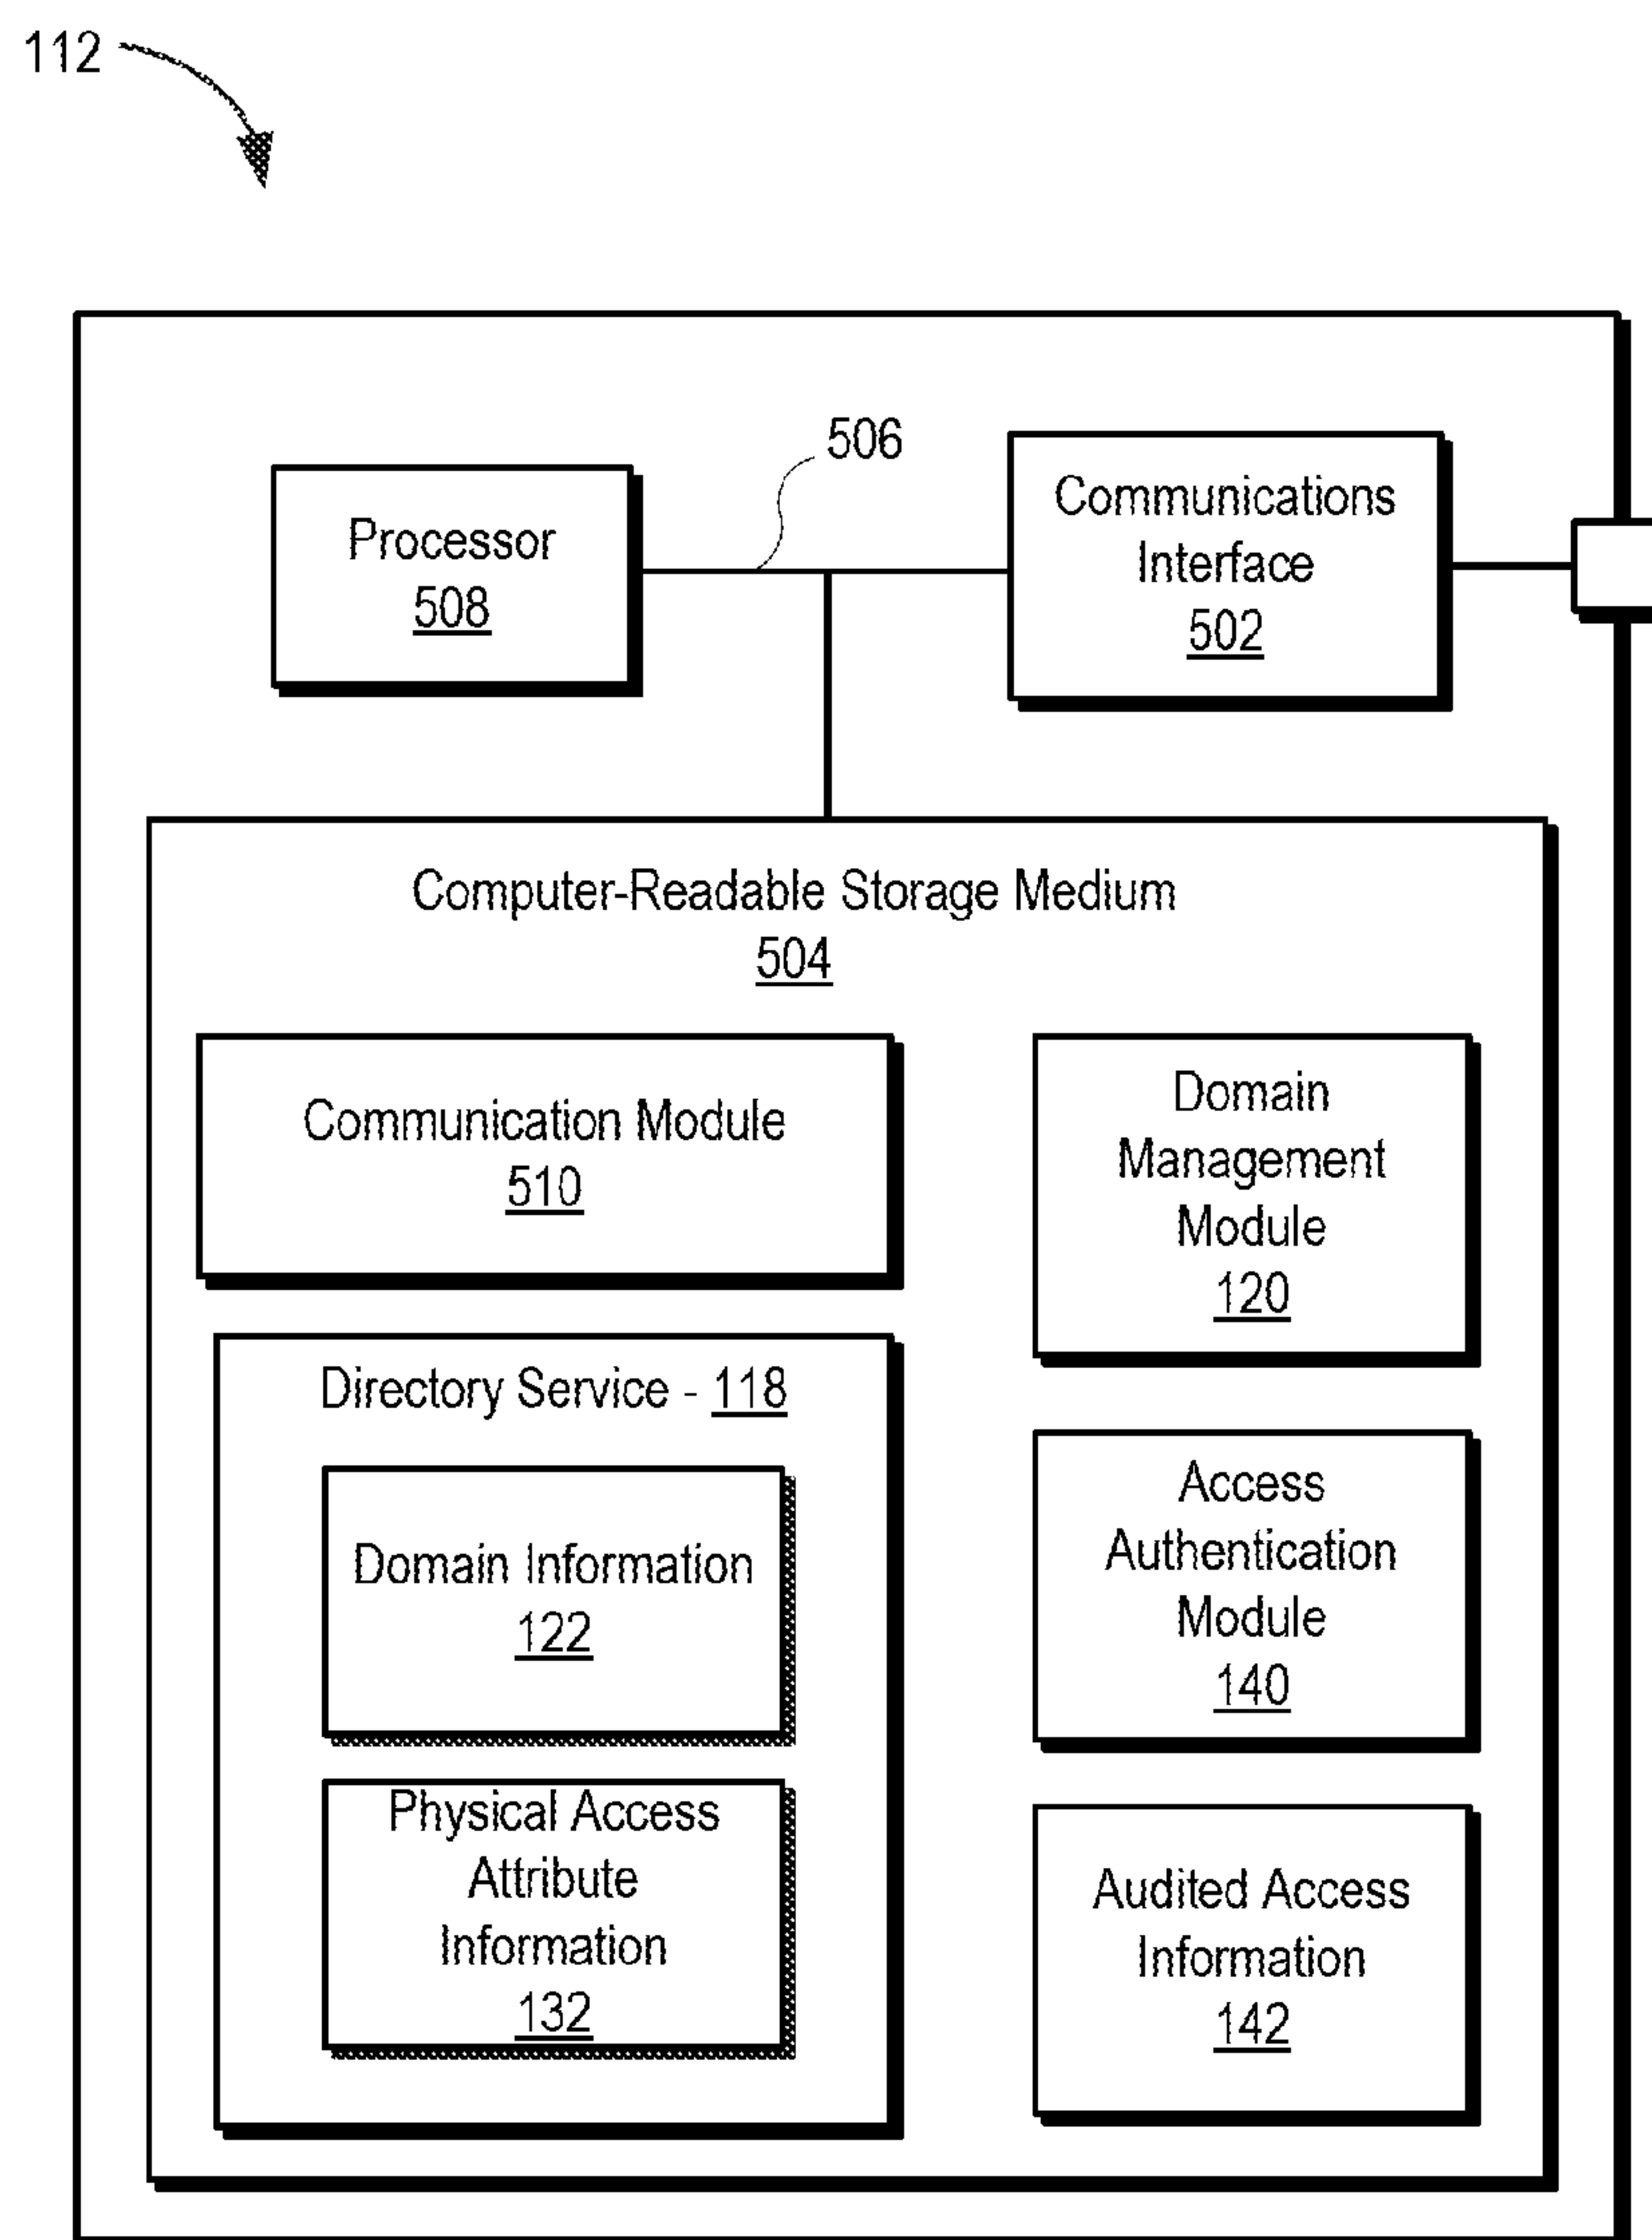 112
506
Processor
508
Communications
Interface
502
Computer-Readable Storage Medium
504
Communication Module
510
Domain
Management
Module
120
Directory Service - 118
Domain Information
122
Physical Access
Attribute
Information
132
Access
Authentication
Module
140
Audited Access
Information
142